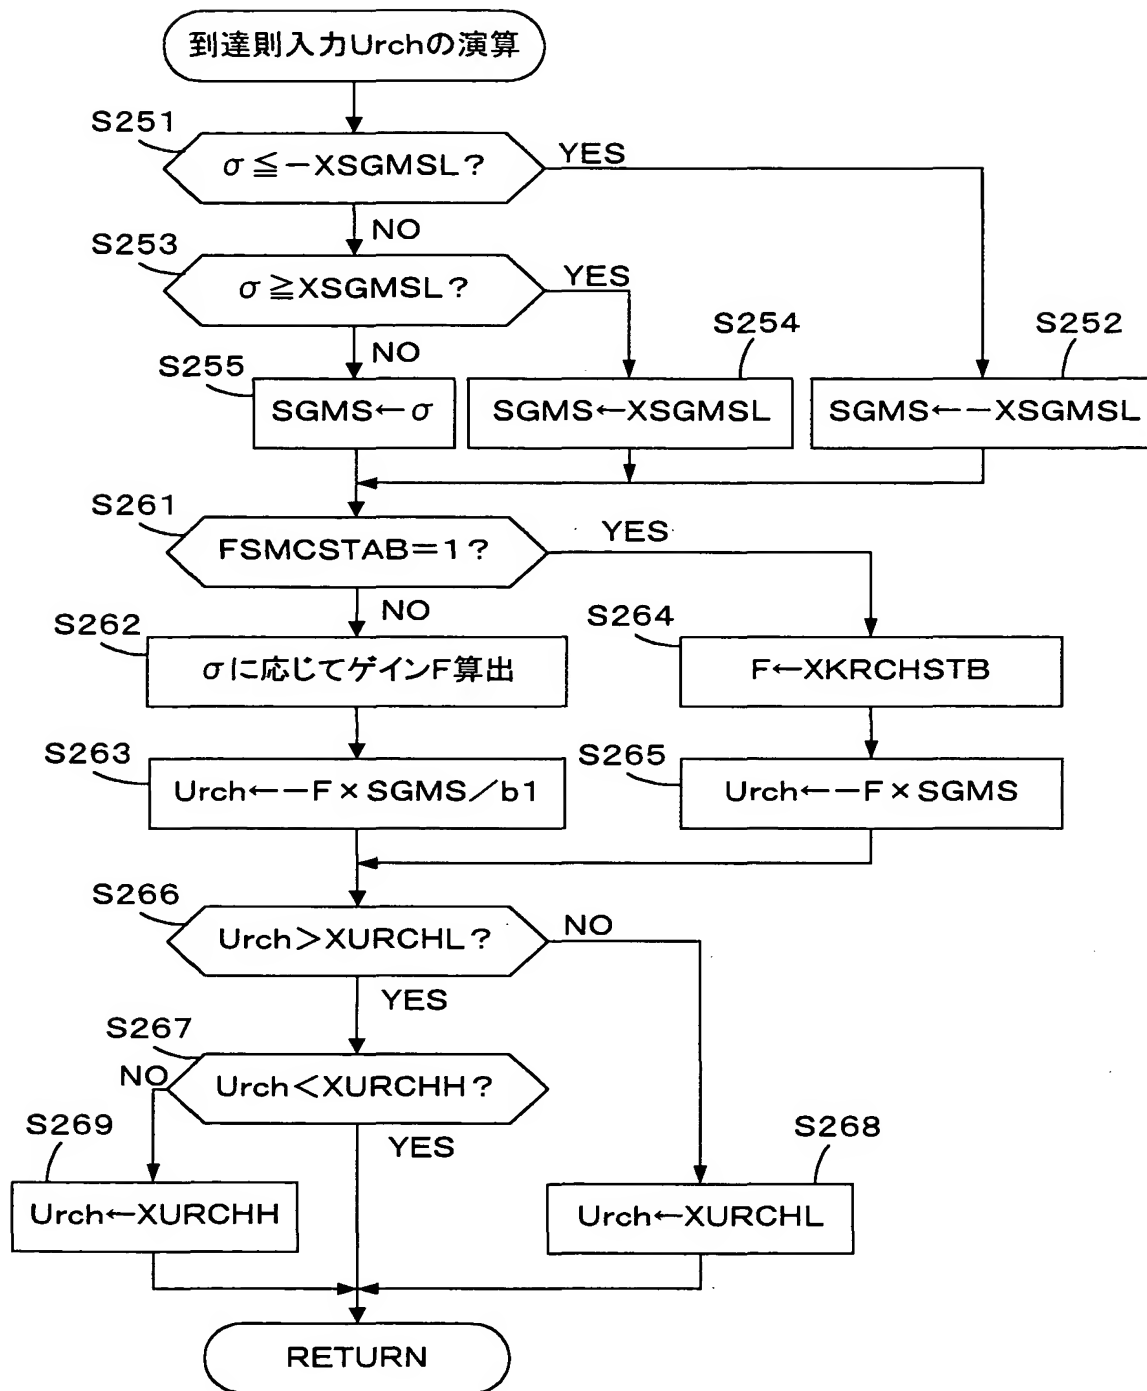 到達則入力Urchの演算
S251
σ≦−XSGMSL?
YES
NO
S253
σ≧XSGMSL?
YES
NO
S254
S252
S255
SGMS←σ
SGMS←XSGMSL
SGMS←−XSGMSL
S261
FSMCSTAB=1?
YES
NO
S262
S264
σに応じてゲインF算出
F←XKRCHSTB
S263
S265
Urch←−F×SGMS/b1
Urch←−F×SGMS
S266
Urch>XURCHL?
NO
YES
S267
NO
Urch<XURCHH?
YES
S269
S268
Urch←XURCHH
Urch←XURCHL
RETURN